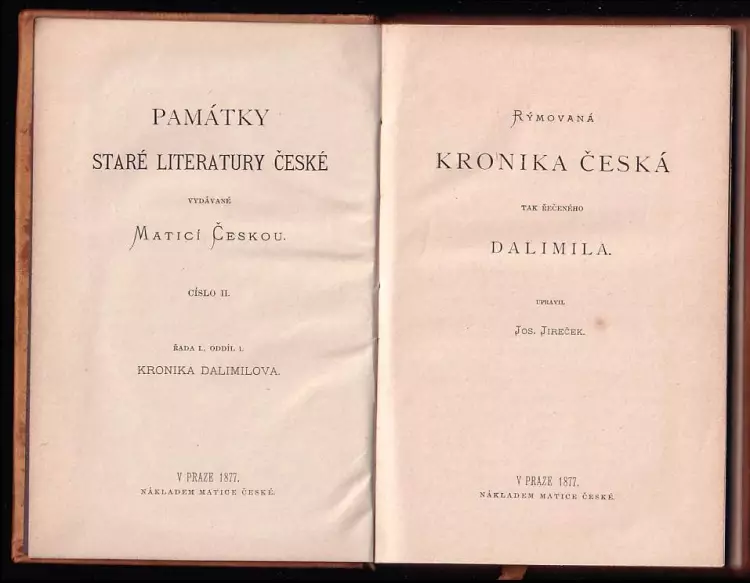 PAMÁTKY
STARÉ LITERATURY ČESKÉ
VYDÁVANÉ
MATICÍ ČESKOU.
ČÍSLO II.
ŘADA I., ODDÍL 1.
KRONIKA DALIMILOVA.
V PRAZE 1877.
NÁKLADEM MATICE ČESKÉ.
RÝMOVANÁ
KRONIKA ČESKÁ
TAK ŘEČENÉHO
DALIMILA.
UPRAVIL
JOS. JIREČEK.
V PRAZE 1877.
NÁKLADEM MATICE ČESKÉ.